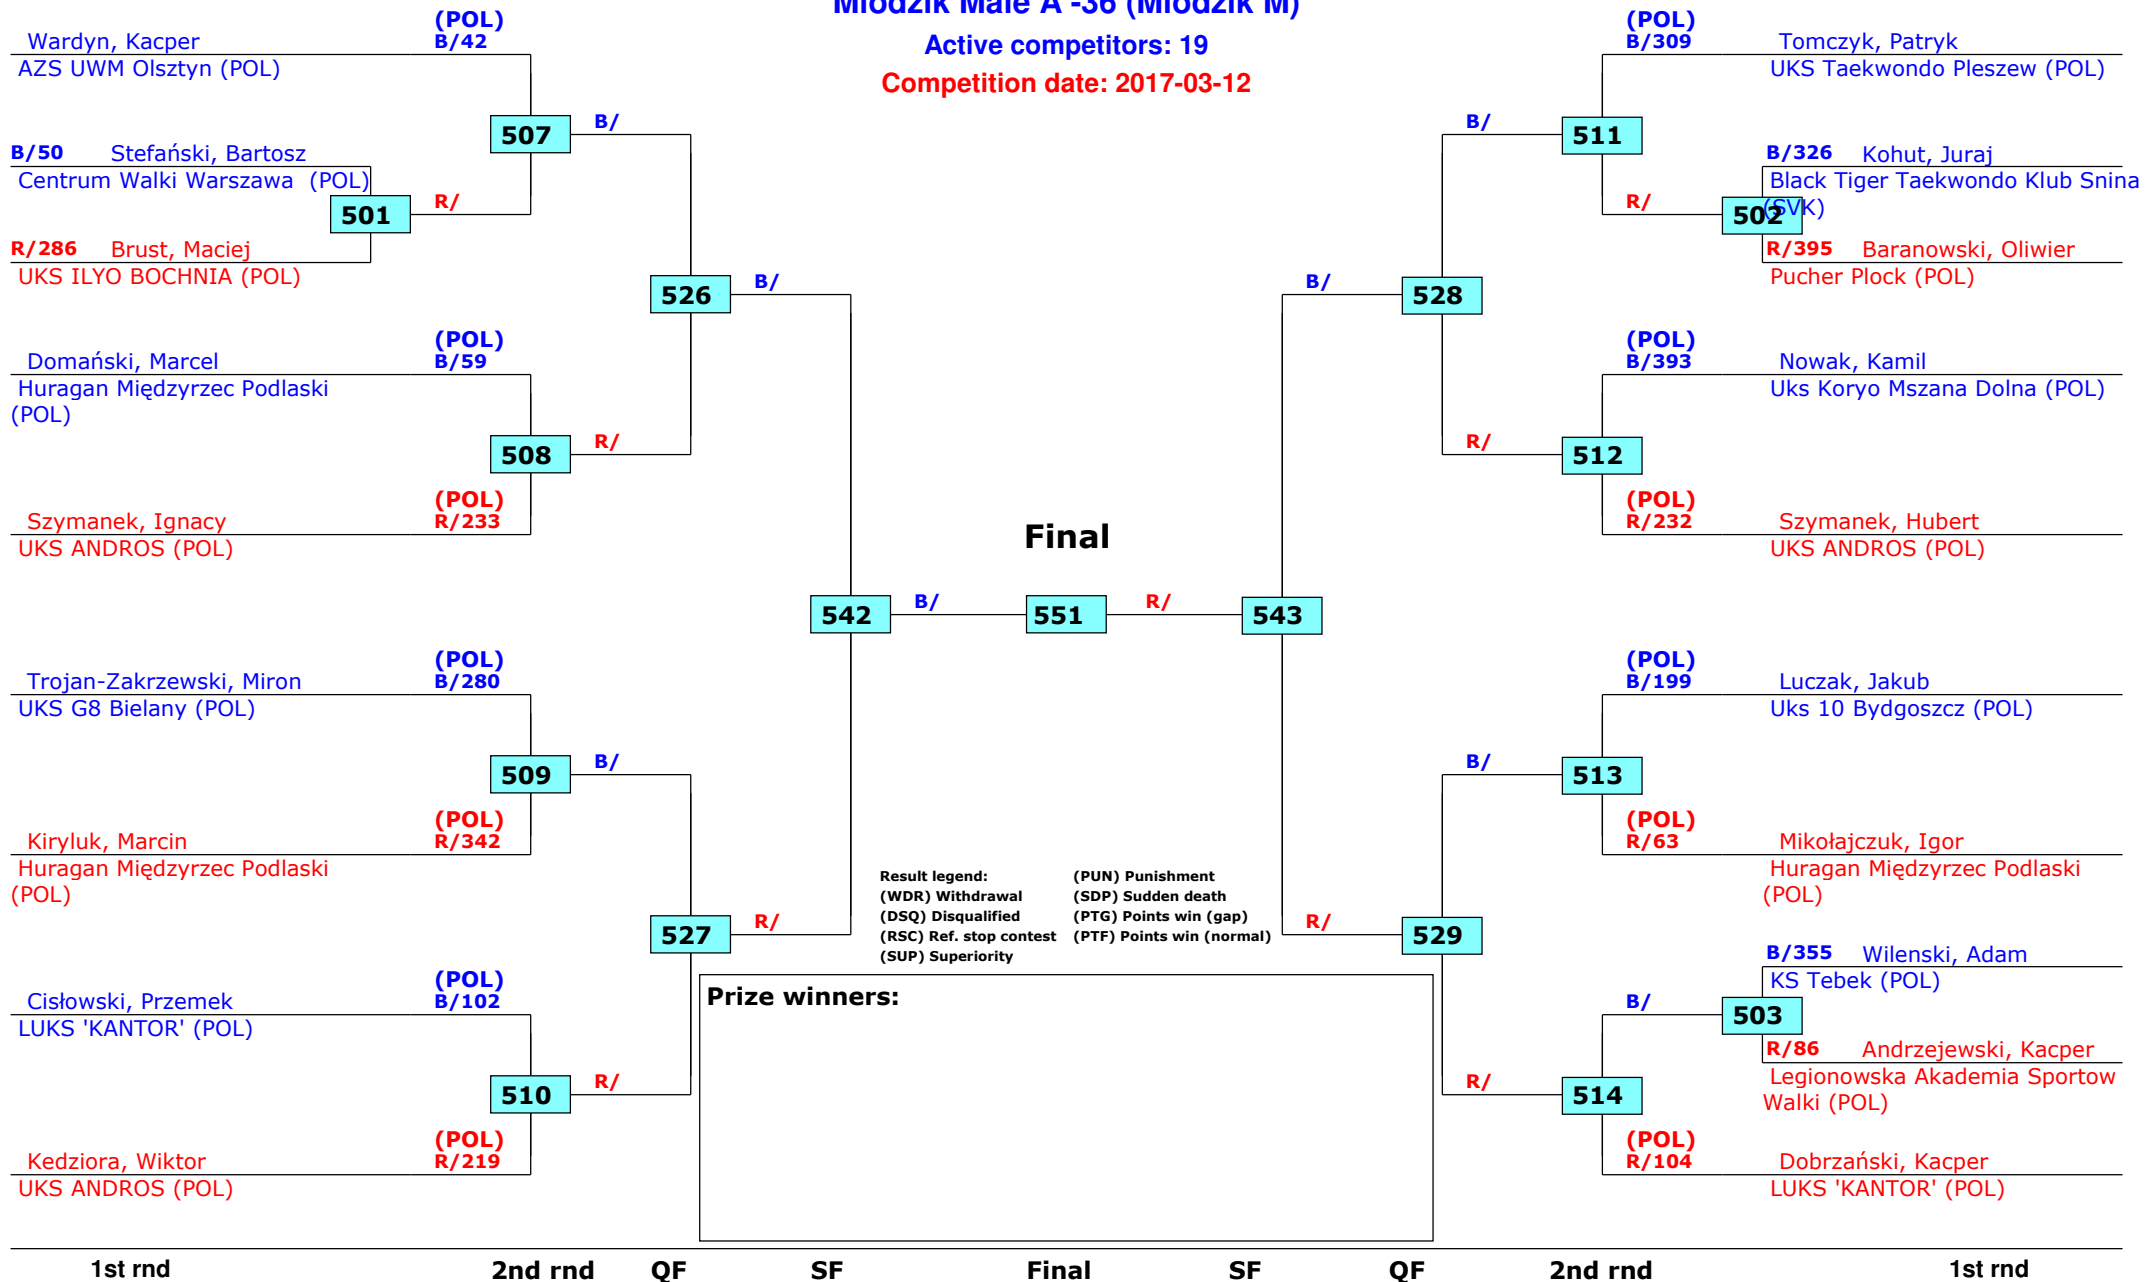 Mlodzik Male A -36 (Mlodzik M)
Active competitors: 19
Competition date: 2017-03-12
(POL)
Wardyn, Kacper B/42
AZS UWM Olsztyn (POL)
507
B/
B/50 Stefański, Bartosz
Centrum Walki Warszawa (POL)
501
R/
R/286 Brust, Maciej
UKS ILYO BOCHNIA (POL)
526
B/
(POL)
Domański, Marcel B/59
Huragan Międzyrzec Podlaski
(POL)
508
R/
(POL)
Szymanek, Ignacy R/233
UKS ANDROS (POL)
542
B/
(POL)
Trojan-Zakrzewski, Miron B/280
UKS G8 Bielany (POL)
509
B/
(POL)
Kiryluk, Marcin R/342
Huragan Międzyrzec Podlaski
(POL)
527
R/
(POL)
Cisłowski, Przemek B/102
LUKS 'KANTOR' (POL)
510
R/
(POL)
Kedziora, Wiktor R/219
UKS ANDROS (POL)
Final
551
R/
543
(POL)
B/309 Tomczyk, Patryk
UKS Taekwondo Pleszew (POL)
B/
511
B/326 Kohut, Juraj
Black Tiger Taekwondo Klub Snina
(SVK)
R/
502
R/395 Baranowski, Oliwier
Pucher Plock (POL)
B/
528
(POL)
B/393 Nowak, Kamil
Uks Koryo Mszana Dolna (POL)
R/
512
(POL)
R/232 Szymanek, Hubert
UKS ANDROS (POL)
(POL)
B/199 Luczak, Jakub
Uks 10 Bydgoszcz (POL)
B/
513
(POL)
R/63 Mikołajczuk, Igor
Huragan Międzyrzec Podlaski
(POL)
R/
529
B/355 Wilenski, Adam
KS Tebek (POL)
B/
503
R/86 Andrzejewski, Kacper
Legionowska Akademia Sportow
Walki (POL)
R/
514
(POL)
R/104 Dobrzański, Kacper
LUKS 'KANTOR' (POL)
Result legend: (PUN) Punishment
(WDR) Withdrawal (SDP) Sudden death
(DSQ) Disqualified (PTG) Points win (gap)
(RSC) Ref. stop contest (PTF) Points win (normal)
(SUP) Superiority
Prize winners:
1st rnd 2nd rnd QF SF Final SF QF 2nd rnd 1st rnd